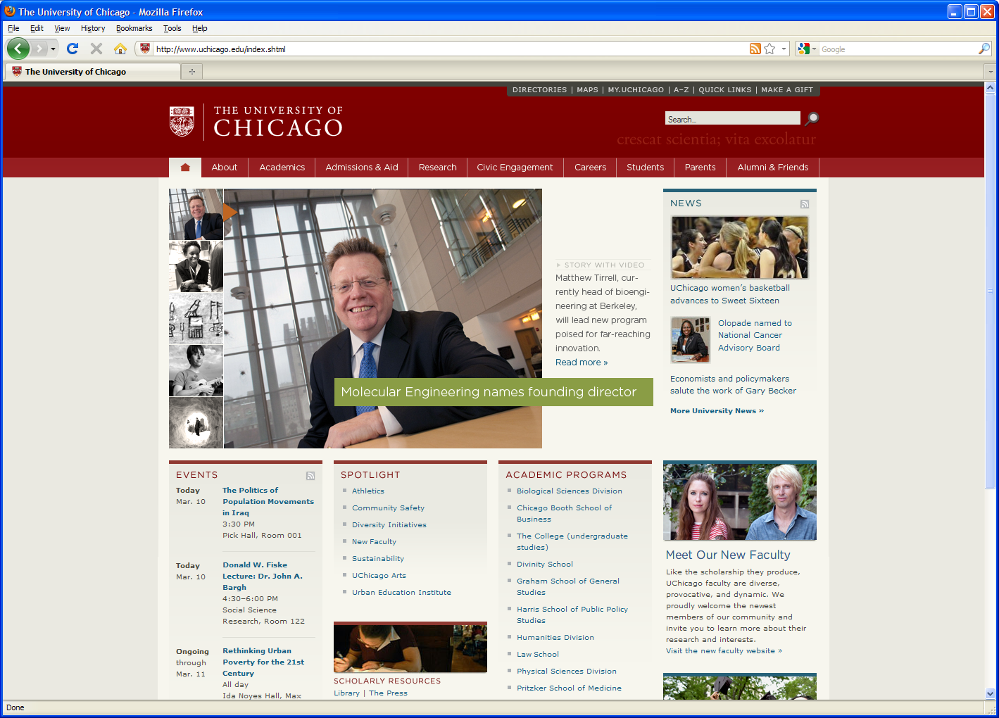 The University of Chicago - Mozilla Firefox
File Edit View History Bookmarks Tools Help
http://www.uchicago.edu/index.shtml
Google
The University of Chicago
DIRECTORIES | MAPS | MY.UCHICAGO | A–Z | QUICK LINKS | MAKE A GIFT
THE UNIVERSITY OF
CHICAGO
Search...
crescat scientia; vita excolatur
About Academics Admissions & Aid Research Civic Engagement Careers Students Parents Alumni & Friends
STORY WITH VIDEO
Matthew Tirrell, cur-
rently head of bioengi-
neering at Berkeley,
will lead new program
poised for far-reaching
innovation.
Read more »
Molecular Engineering names founding director
NEWS
UChicago women's basketball
advances to Sweet Sixteen
Olopade named to
National Cancer
Advisory Board
Economists and policymakers
salute the work of Gary Becker
More University News »
EVENTS
Today
Mar. 10
The Politics of
Population Movements
in Iraq
3:30 PM
Pick Hall, Room 001
Today
Mar. 10
Donald W. Fiske
Lecture: Dr. John A.
Bargh
4:30–6:00 PM
Social Science
Research, Room 122
Ongoing
through
Mar. 11
Rethinking Urban
Poverty for the 21st
Century
All day
Ida Noyes Hall, Max
SPOTLIGHT
Athletics
Community Safety
Diversity Initiatives
New Faculty
Sustainability
UChicago Arts
Urban Education Institute
SCHOLARLY RESOURCES
Library | The Press
ACADEMIC PROGRAMS
Biological Sciences Division
Chicago Booth School of
Business
The College (undergraduate
studies)
Divinity School
Graham School of General
Studies
Harris School of Public Policy
Studies
Humanities Division
Law School
Physical Sciences Division
Pritzker School of Medicine
Meet Our New Faculty
Like the scholarship they produce,
UChicago faculty are diverse,
provocative, and dynamic. We
proudly welcome the newest
members of our community and
invite you to learn more about their
research and interests.
Visit the new faculty website »
Done